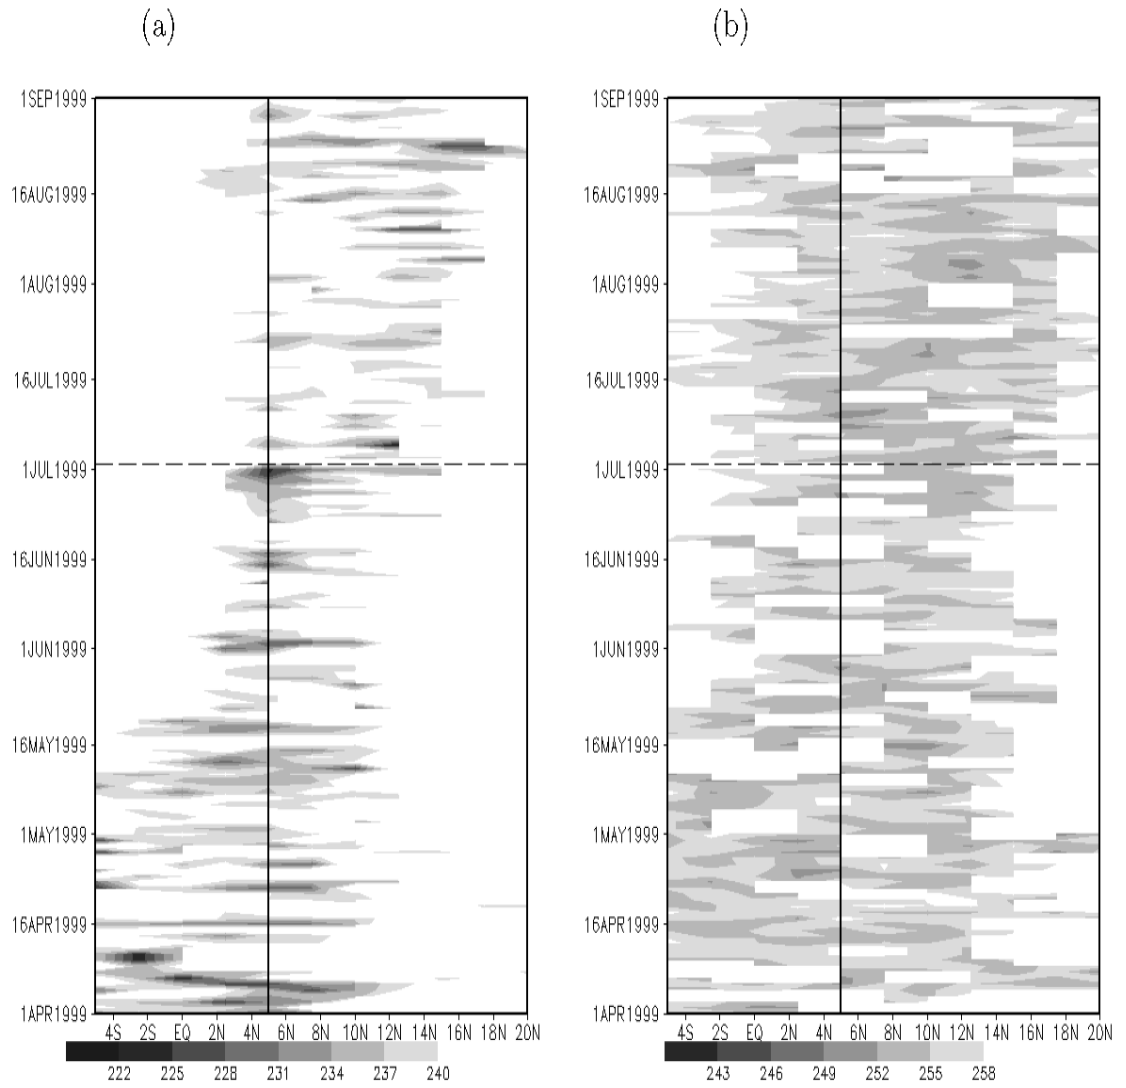 (a) (b)
1SEP1999 1SEP1999
16AUG1999 16AUG1999
1AUG1999 1AUG1999
16JUL1999 16JUL1999
1JUL1999 1JUL1999
16JUN1999 16JUN1999
1JUN1999 1JUN1999
16MAY1999 16MAY1999
1MAY1999 1MAY1999
16APR1999 16APR1999
1APR1999 1APR1999
4S 2S EQ 2N 4N 6N 8N 10N 12N 14N 16N 18N 20N 4S 2S EQ 2N 4N 6N 8N 10N 12N 14N 16N 18N 20N
222 225 228 231 234 237 240 243 246 249 252 255 258